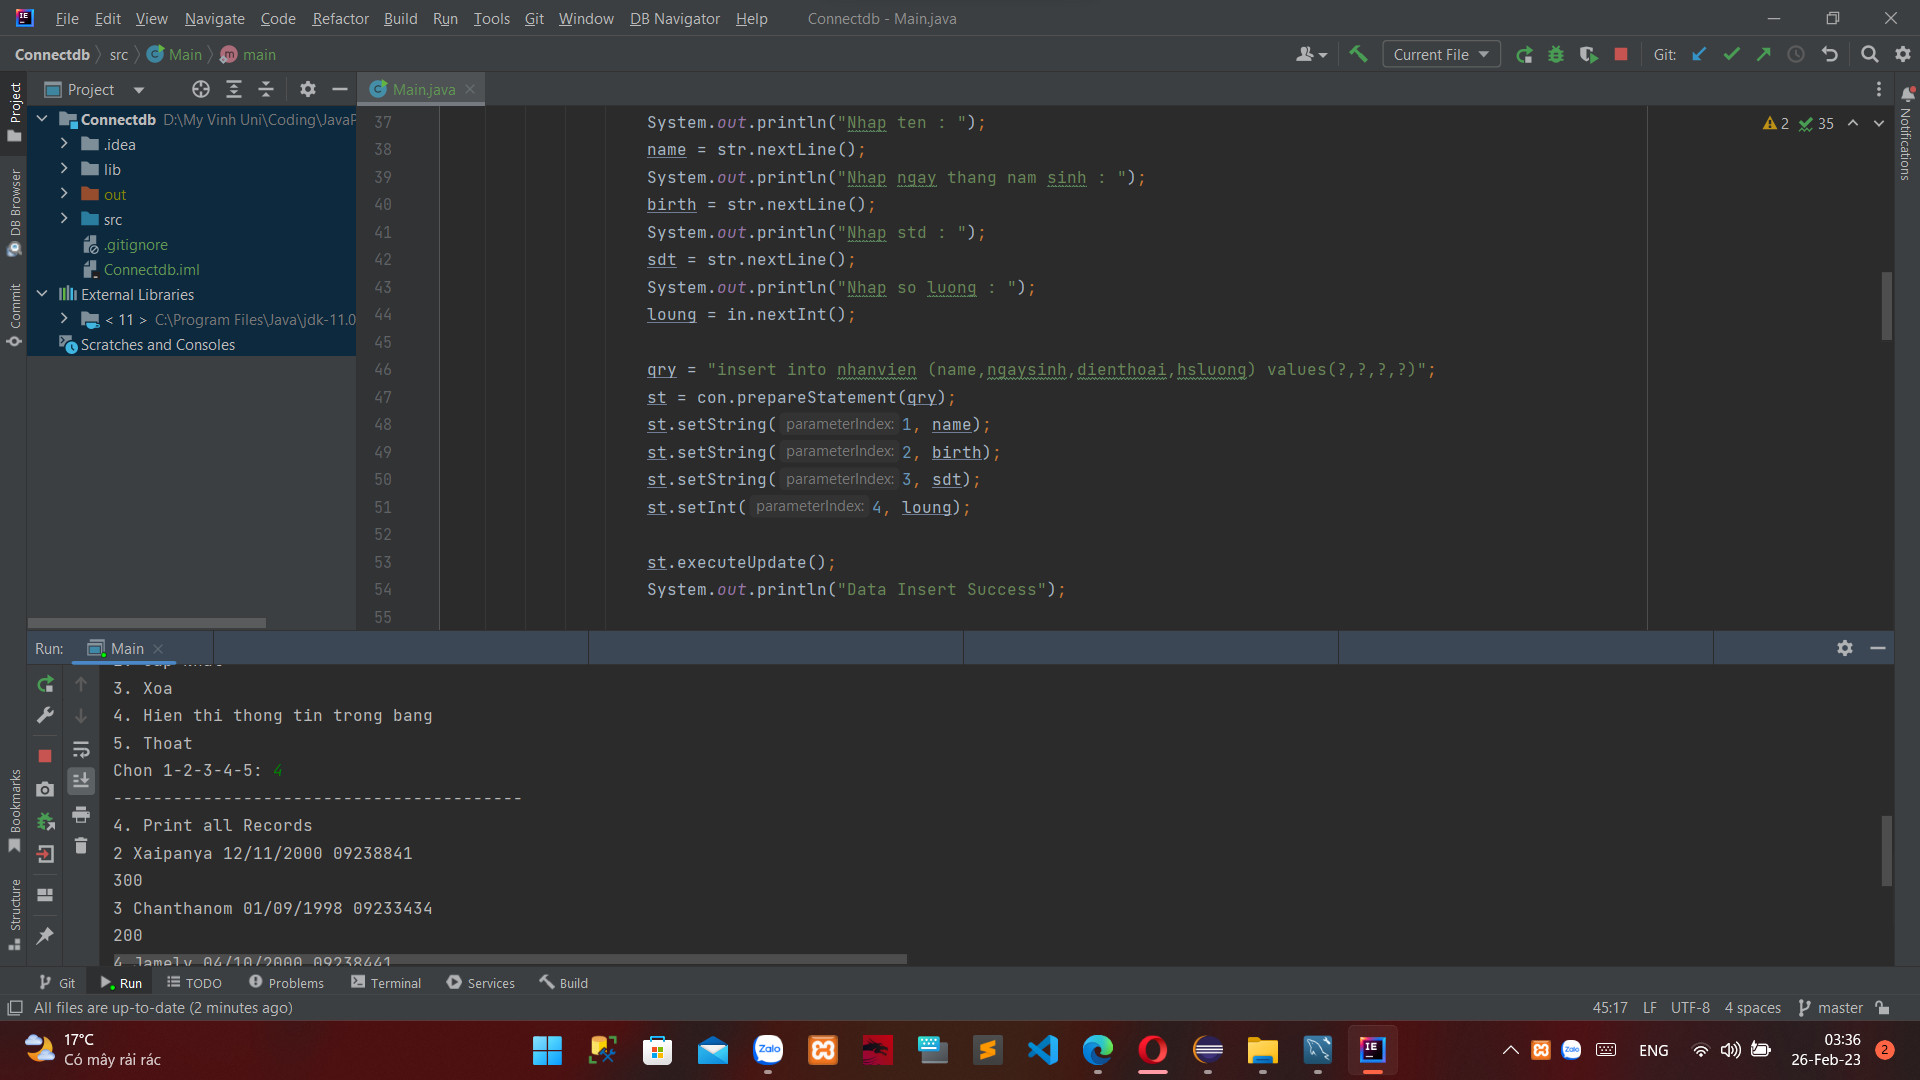 File Edit View Navigate Code Refactor Build Run Tools Git Window DB Navigator Help Connectdb - Main.java
Connectdb src Main main Current File Git:
Project Main.java
Connectdb D:\My Vinh Uni\Coding\JavaP
.idea
lib
out
src
.gitignore
Connectdb.iml
External Libraries
< 11 > C:\Program Files\Java\jdk-11.0
Scratches and Consoles
Project
DB Browser
Commit
Bookmarks
Structure
Notifications
2 35
37 System.out.println("Nhap ten : ");
38 name = str.nextLine();
39 System.out.println("Nhap ngay thang nam sinh : ");
40 birth = str.nextLine();
41 System.out.println("Nhap std : ");
42 sdt = str.nextLine();
43 System.out.println("Nhap so luong : ");
44 loung = in.nextInt();
45
46 qry = "insert into nhanvien (name,ngaysinh,dienthoai,hsluong) values(?,?,?,?)";
47 st = con.prepareStatement(qry);
48 st.setString( parameterIndex: 1, name);
49 st.setString( parameterIndex: 2, birth);
50 st.setString( parameterIndex: 3, sdt);
51 st.setInt( parameterIndex: 4, loung);
52
53 st.executeUpdate();
54 System.out.println("Data Insert Success");
55
Run: Main
3. Xoa
4. Hien thi thong tin trong bang
5. Thoat
Chon 1-2-3-4-5: 4
-----------------------------------------
4. Print all Records
2 Xaipanya 12/11/2000 09238841
300
3 Chanthanom 01/09/1998 09233434
200
4 Jamely 04/10/2000 09238441
Git Run TODO Problems Terminal Services Build
All files are up-to-date (2 minutes ago) 45:17 LF UTF-8 4 spaces master
17°C
Có mây rải rác
Zalo
ENG
03:36
26-Feb-23
2